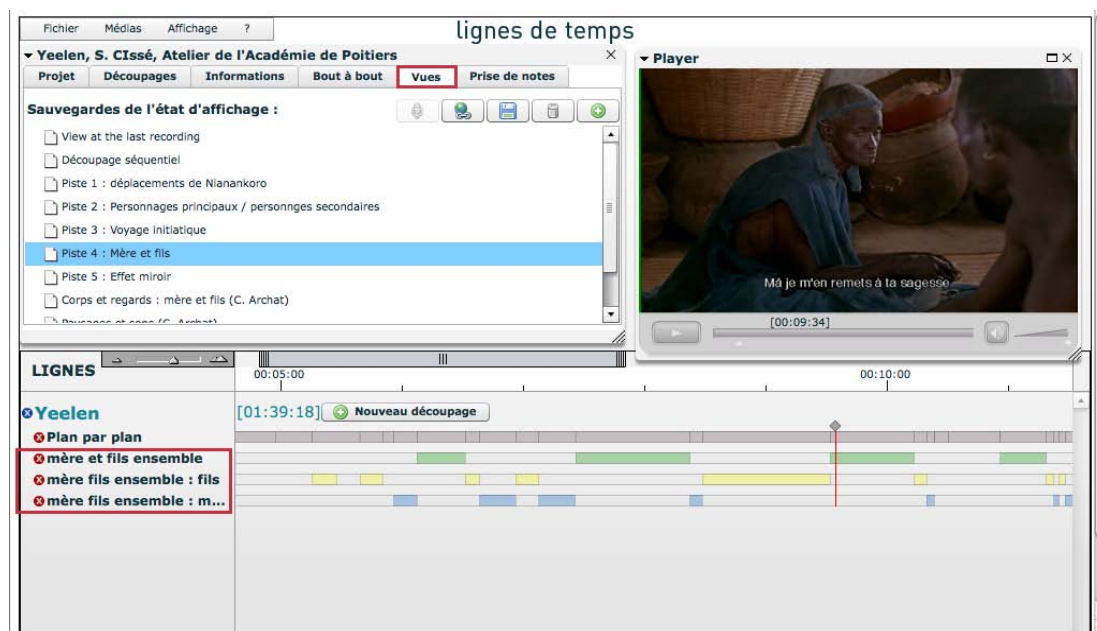 Fichier Médias Affichage ?
lignes de temps
Yeelen, S. CIssé, Atelier de l'Académie de Poitiers
Projet Découpages Informations Bout à bout Vues Prise de notes
Sauvegardes de l'état d'affichage :
View at the last recording
Découpage séquentiel
Piste 1 : déplacements de Nianankoro
Piste 2 : Personnages principaux / personnges secondaires
Piste 3 : Voyage initiatique
Piste 4 : Mère et fils
Piste 5 : Effet miroir
Corps et regards : mère et fils (C. Archat)
Paysages et sons (C. Archat)
Player
Má je m'en remets à ta sagesse
[00:09:34]
LIGNES
00:05:00 00:10:00
Yeelen [01:39:18] Nouveau découpage
Plan par plan
mère et fils ensemble
mère fils ensemble : fils
mère fils ensemble : m...